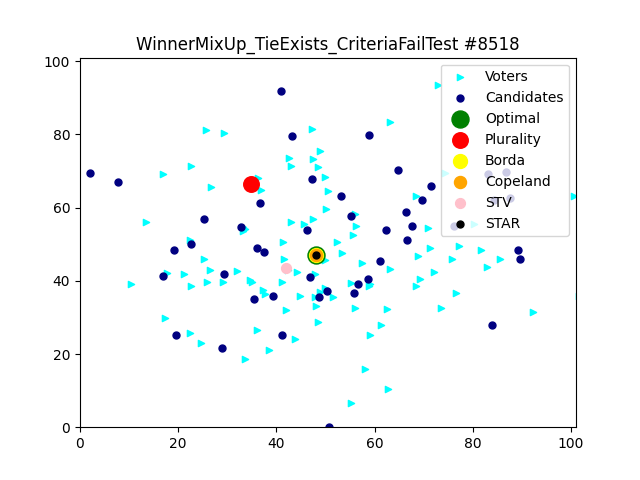 WinnerMixUp_TieExists_CriteriaFailTest #8518
100
80
60
40
20
0
0
20
40
60
80
100
Voters
Candidates
Optimal
Plurality
Borda
Copeland
STV
STAR